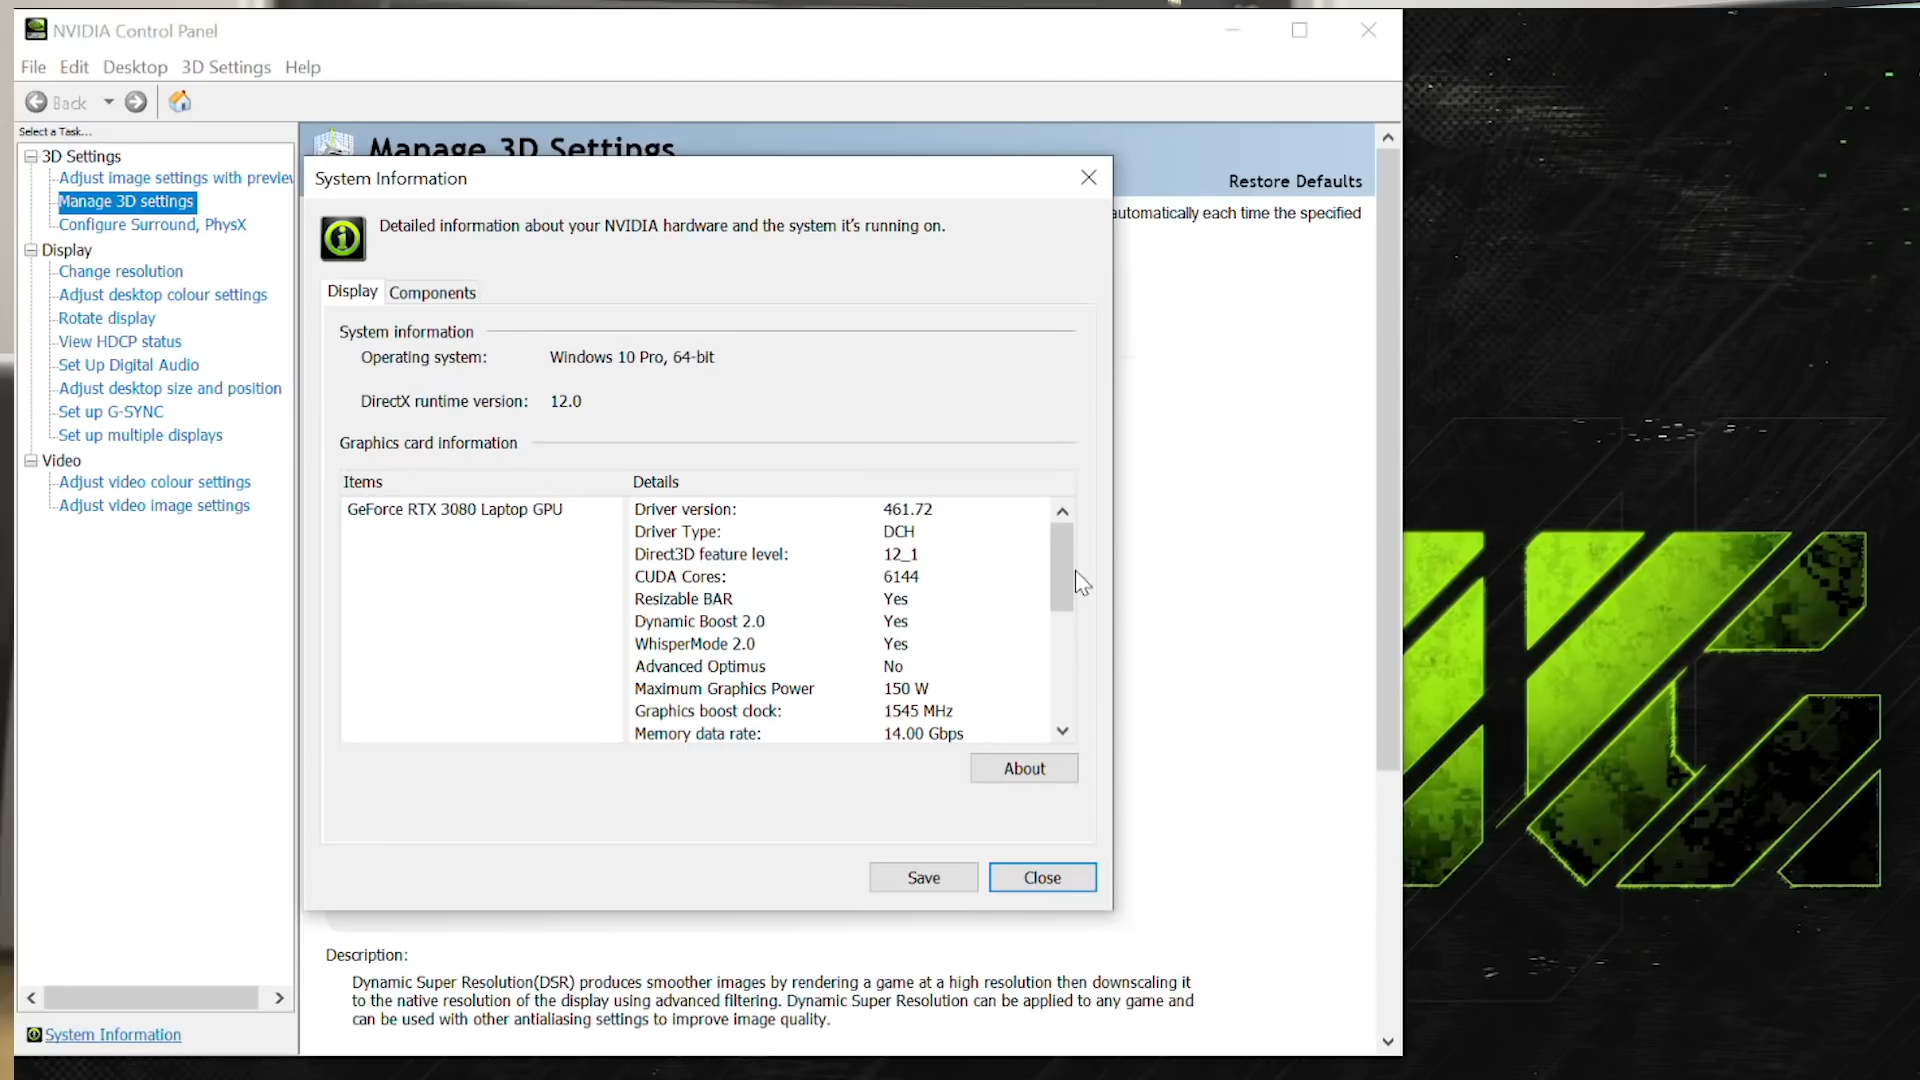 NVIDIA Control Panel
File Edit Desktop 3D Settings Help
Back
Select a Task...
3D Settings
Adjust image settings with preview
Manage 3D settings
Configure Surround, PhysX
Display
Change resolution
Adjust desktop colour settings
Rotate display
View HDCP status
Set Up Digital Audio
Adjust desktop size and position
Set up G-SYNC
Set up multiple displays
Video
Adjust video colour settings
Adjust video image settings
System Information
Manage 3D Settings
Restore Defaults
automatically each time the specified
System Information
Detailed information about your NVIDIA hardware and the system it's running on.
Display Components
System information
Operating system: Windows 10 Pro, 64-bit
DirectX runtime version: 12.0
Graphics card information
Items Details
GeForce RTX 3080 Laptop GPU
Driver version: 461.72
Driver Type: DCH
Direct3D feature level: 12_1
CUDA Cores: 6144
Resizable BAR Yes
Dynamic Boost 2.0 Yes
WhisperMode 2.0 Yes
Advanced Optimus No
Maximum Graphics Power 150 W
Graphics boost clock: 1545 MHz
Memory data rate: 14.00 Gbps
About
Save Close
Description:
Dynamic Super Resolution(DSR) produces smoother images by rendering a game at a high resolution then downscaling it
to the native resolution of the display using advanced filtering. Dynamic Super Resolution can be applied to any game and
can be used with other antialiasing settings to improve image quality.